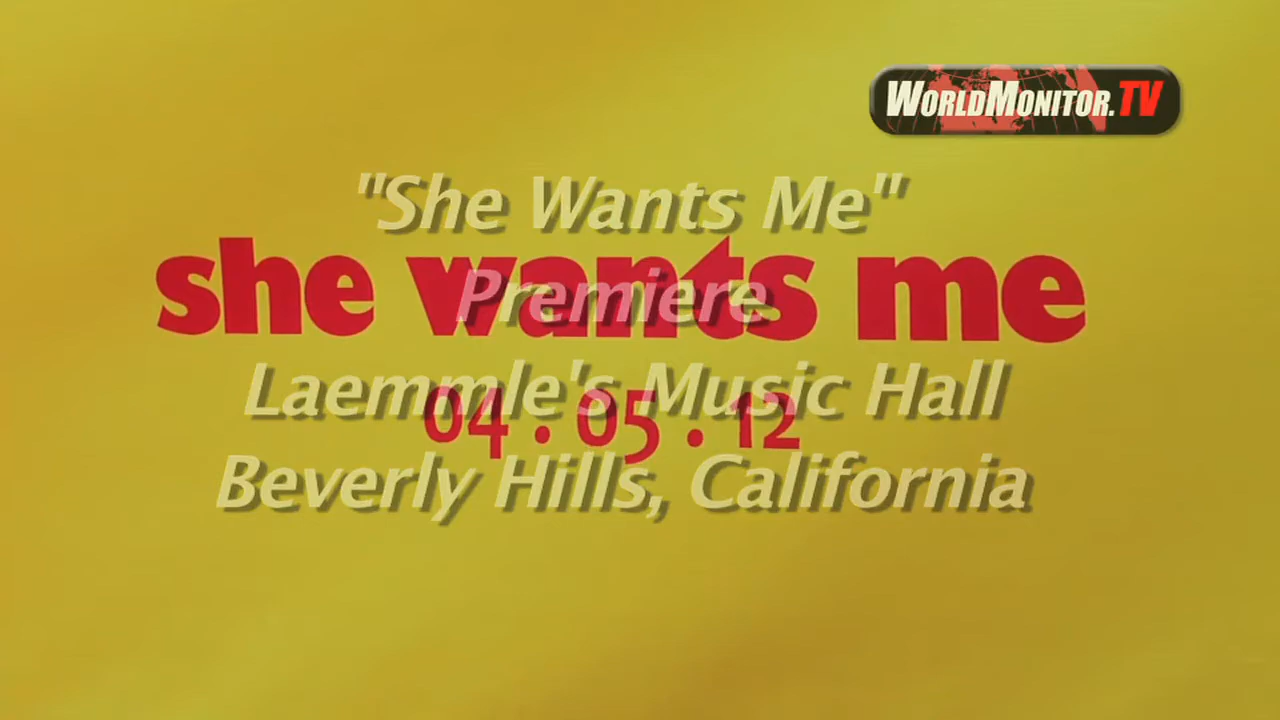 WORLDMONITOR.TV
"She Wants Me"
she wants me
Premiere
Laemmle's Music Hall
04.05.12
Beverly Hills, California